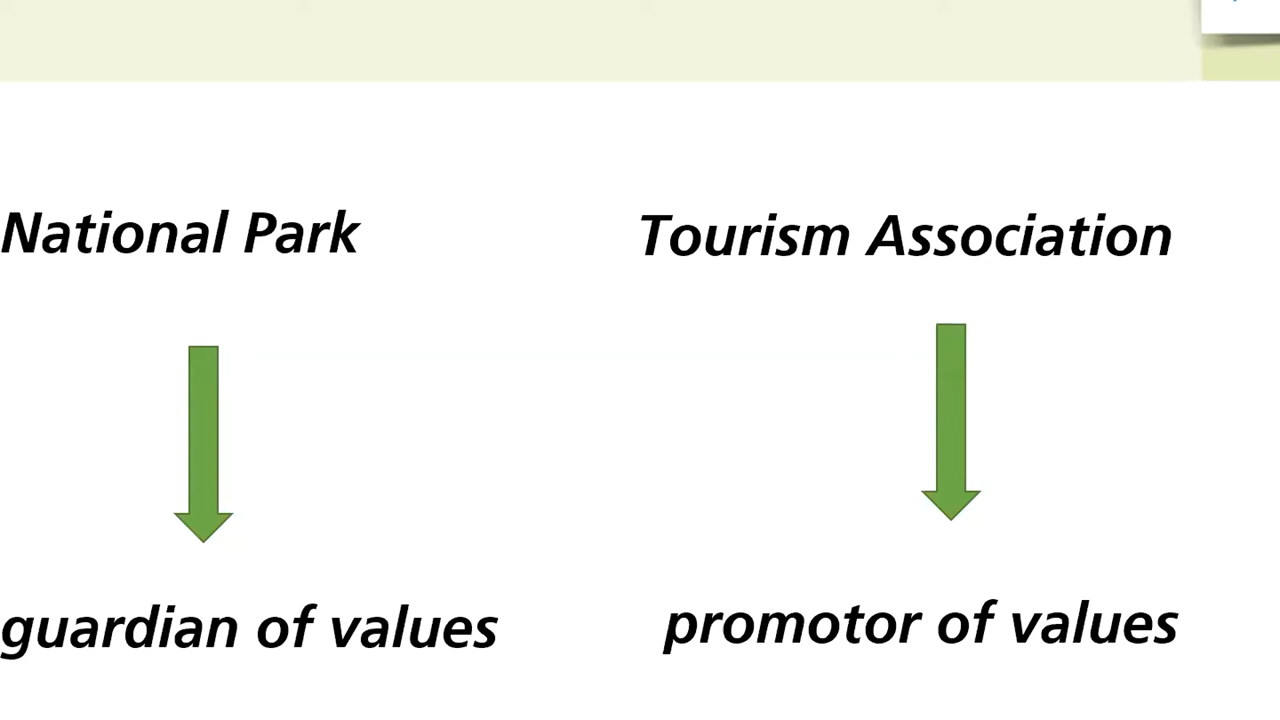 National Park
Tourism Association
guardian of values
promotor of values